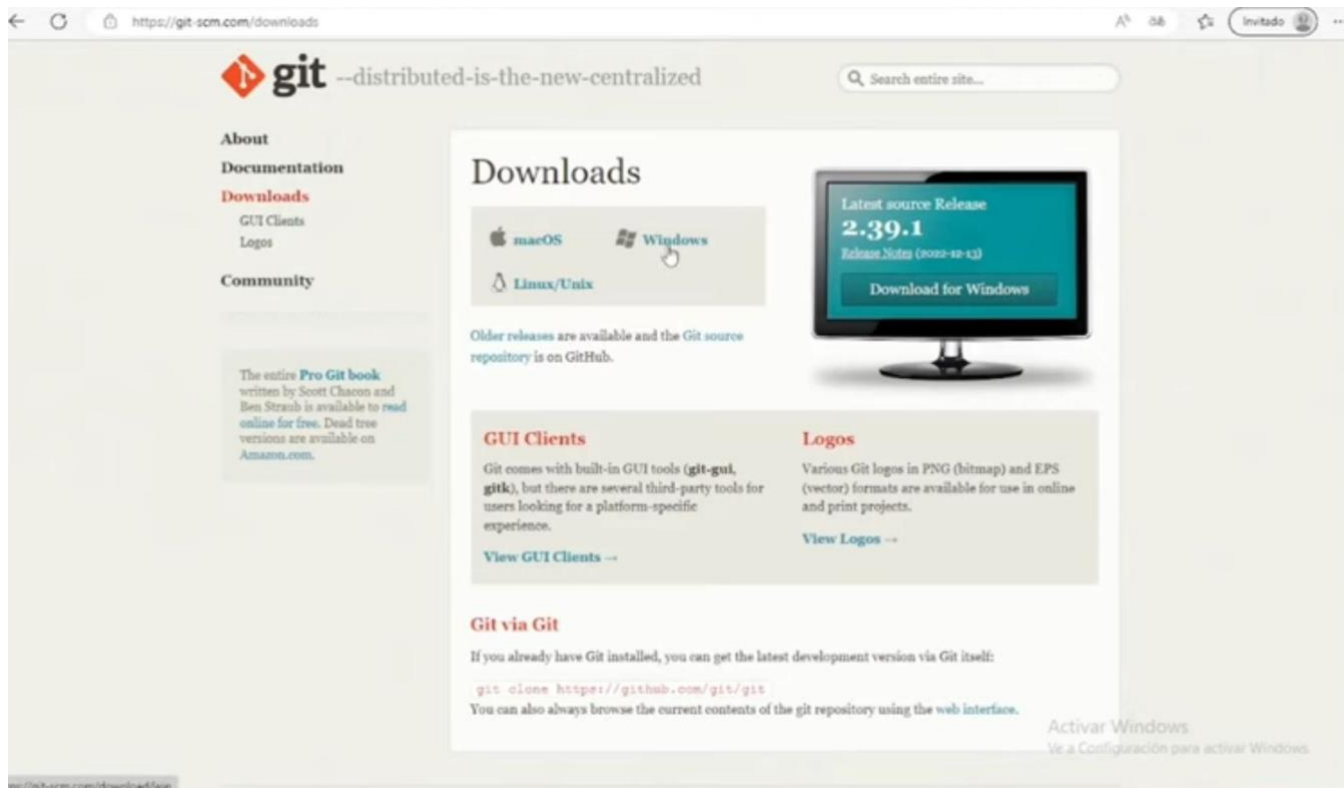 https://git-scm.com/downloads
Invitado
git --distributed-is-the-new-centralized
Search entire site...
About
Documentation
Downloads
GUI Clients
Logos
Community
The entire Pro Git book
written by Scott Chacon and
Ben Straub is available to read
online for free. Dead tree
versions are available on
Amazon.com.
Downloads
macOS
Windows
Linux/Unix
Older releases are available and the Git source
repository is on GitHub.
Latest source Release
2.39.1
Release Notes (2022-12-13)
Download for Windows
GUI Clients
Git comes with built-in GUI tools (git-gui,
gitk), but there are several third-party tools for
users looking for a platform-specific
experience.
View GUI Clients →
Logos
Various Git logos in PNG (bitmap) and EPS
(vector) formats are available for use in online
and print projects.
View Logos →
Git via Git
If you already have Git installed, you can get the latest development version via Git itself:
git clone https://github.com/git/git
You can also always browse the current contents of the git repository using the web interface.
Activar Windows
Ve a Configuración para activar Windows.